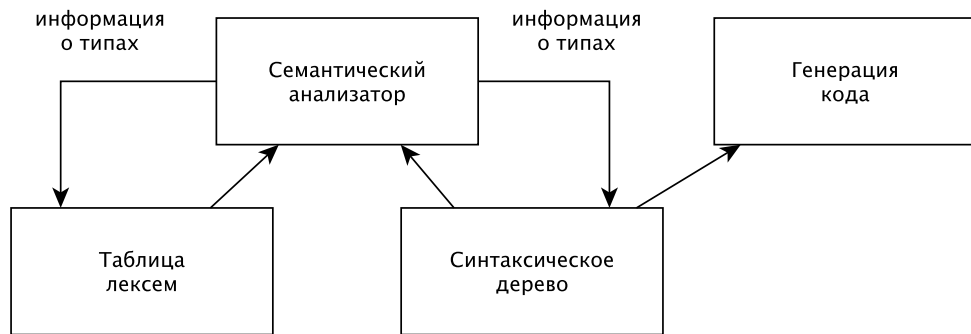 информация
о типах
информация
о типах
Семантический
анализатор
Генерация
кода
Таблица
лексем
Синтаксическое
дерево